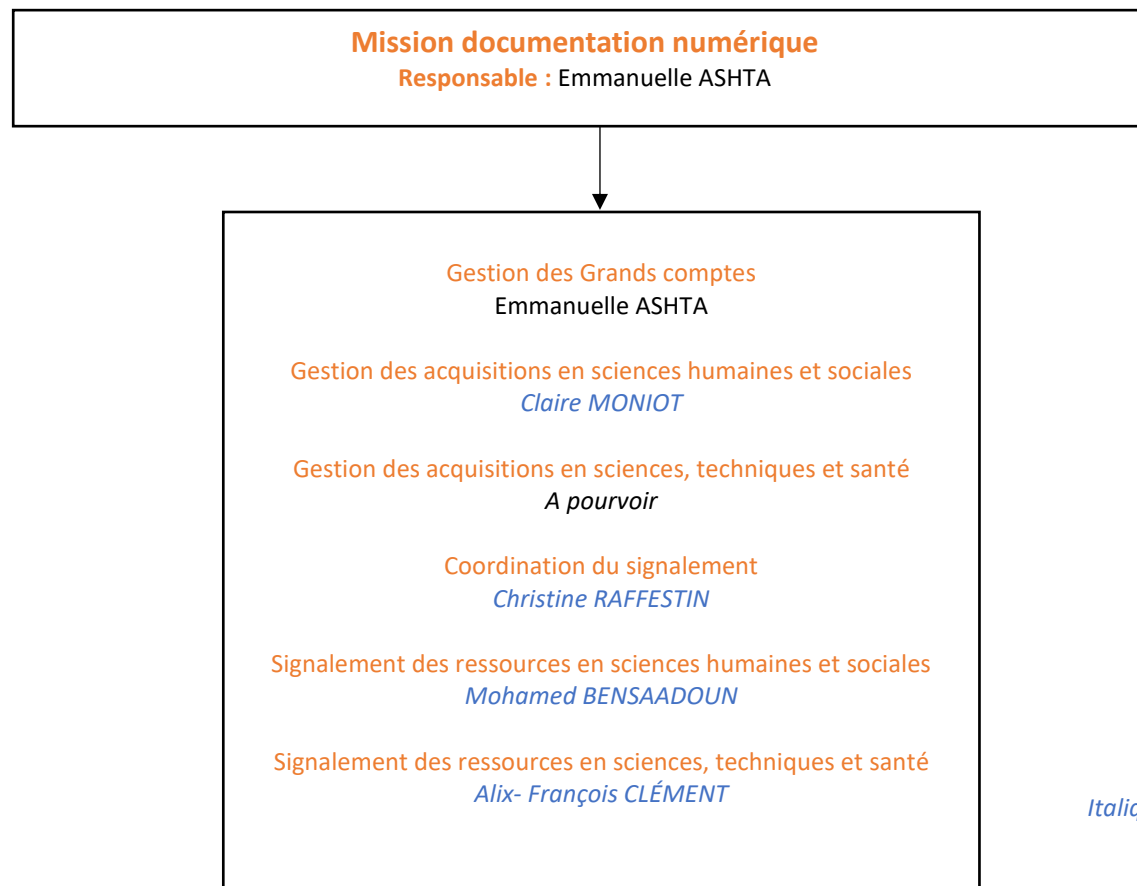 Mission documentation numérique
Responsable : Emmanuelle ASHTA
Gestion des Grands comptes
Emmanuelle ASHTA
Gestion des acquisitions en sciences humaines et sociales
Claire MONIOT
Gestion des acquisitions en sciences, techniques et santé
A pourvoir
Coordination du signalement
Christine RAFFESTIN
Signalement des ressources en sciences humaines et sociales
Mohamed BENSAADOUN
Signalement des ressources en sciences, techniques et santé
Alix- François CLÉMENT